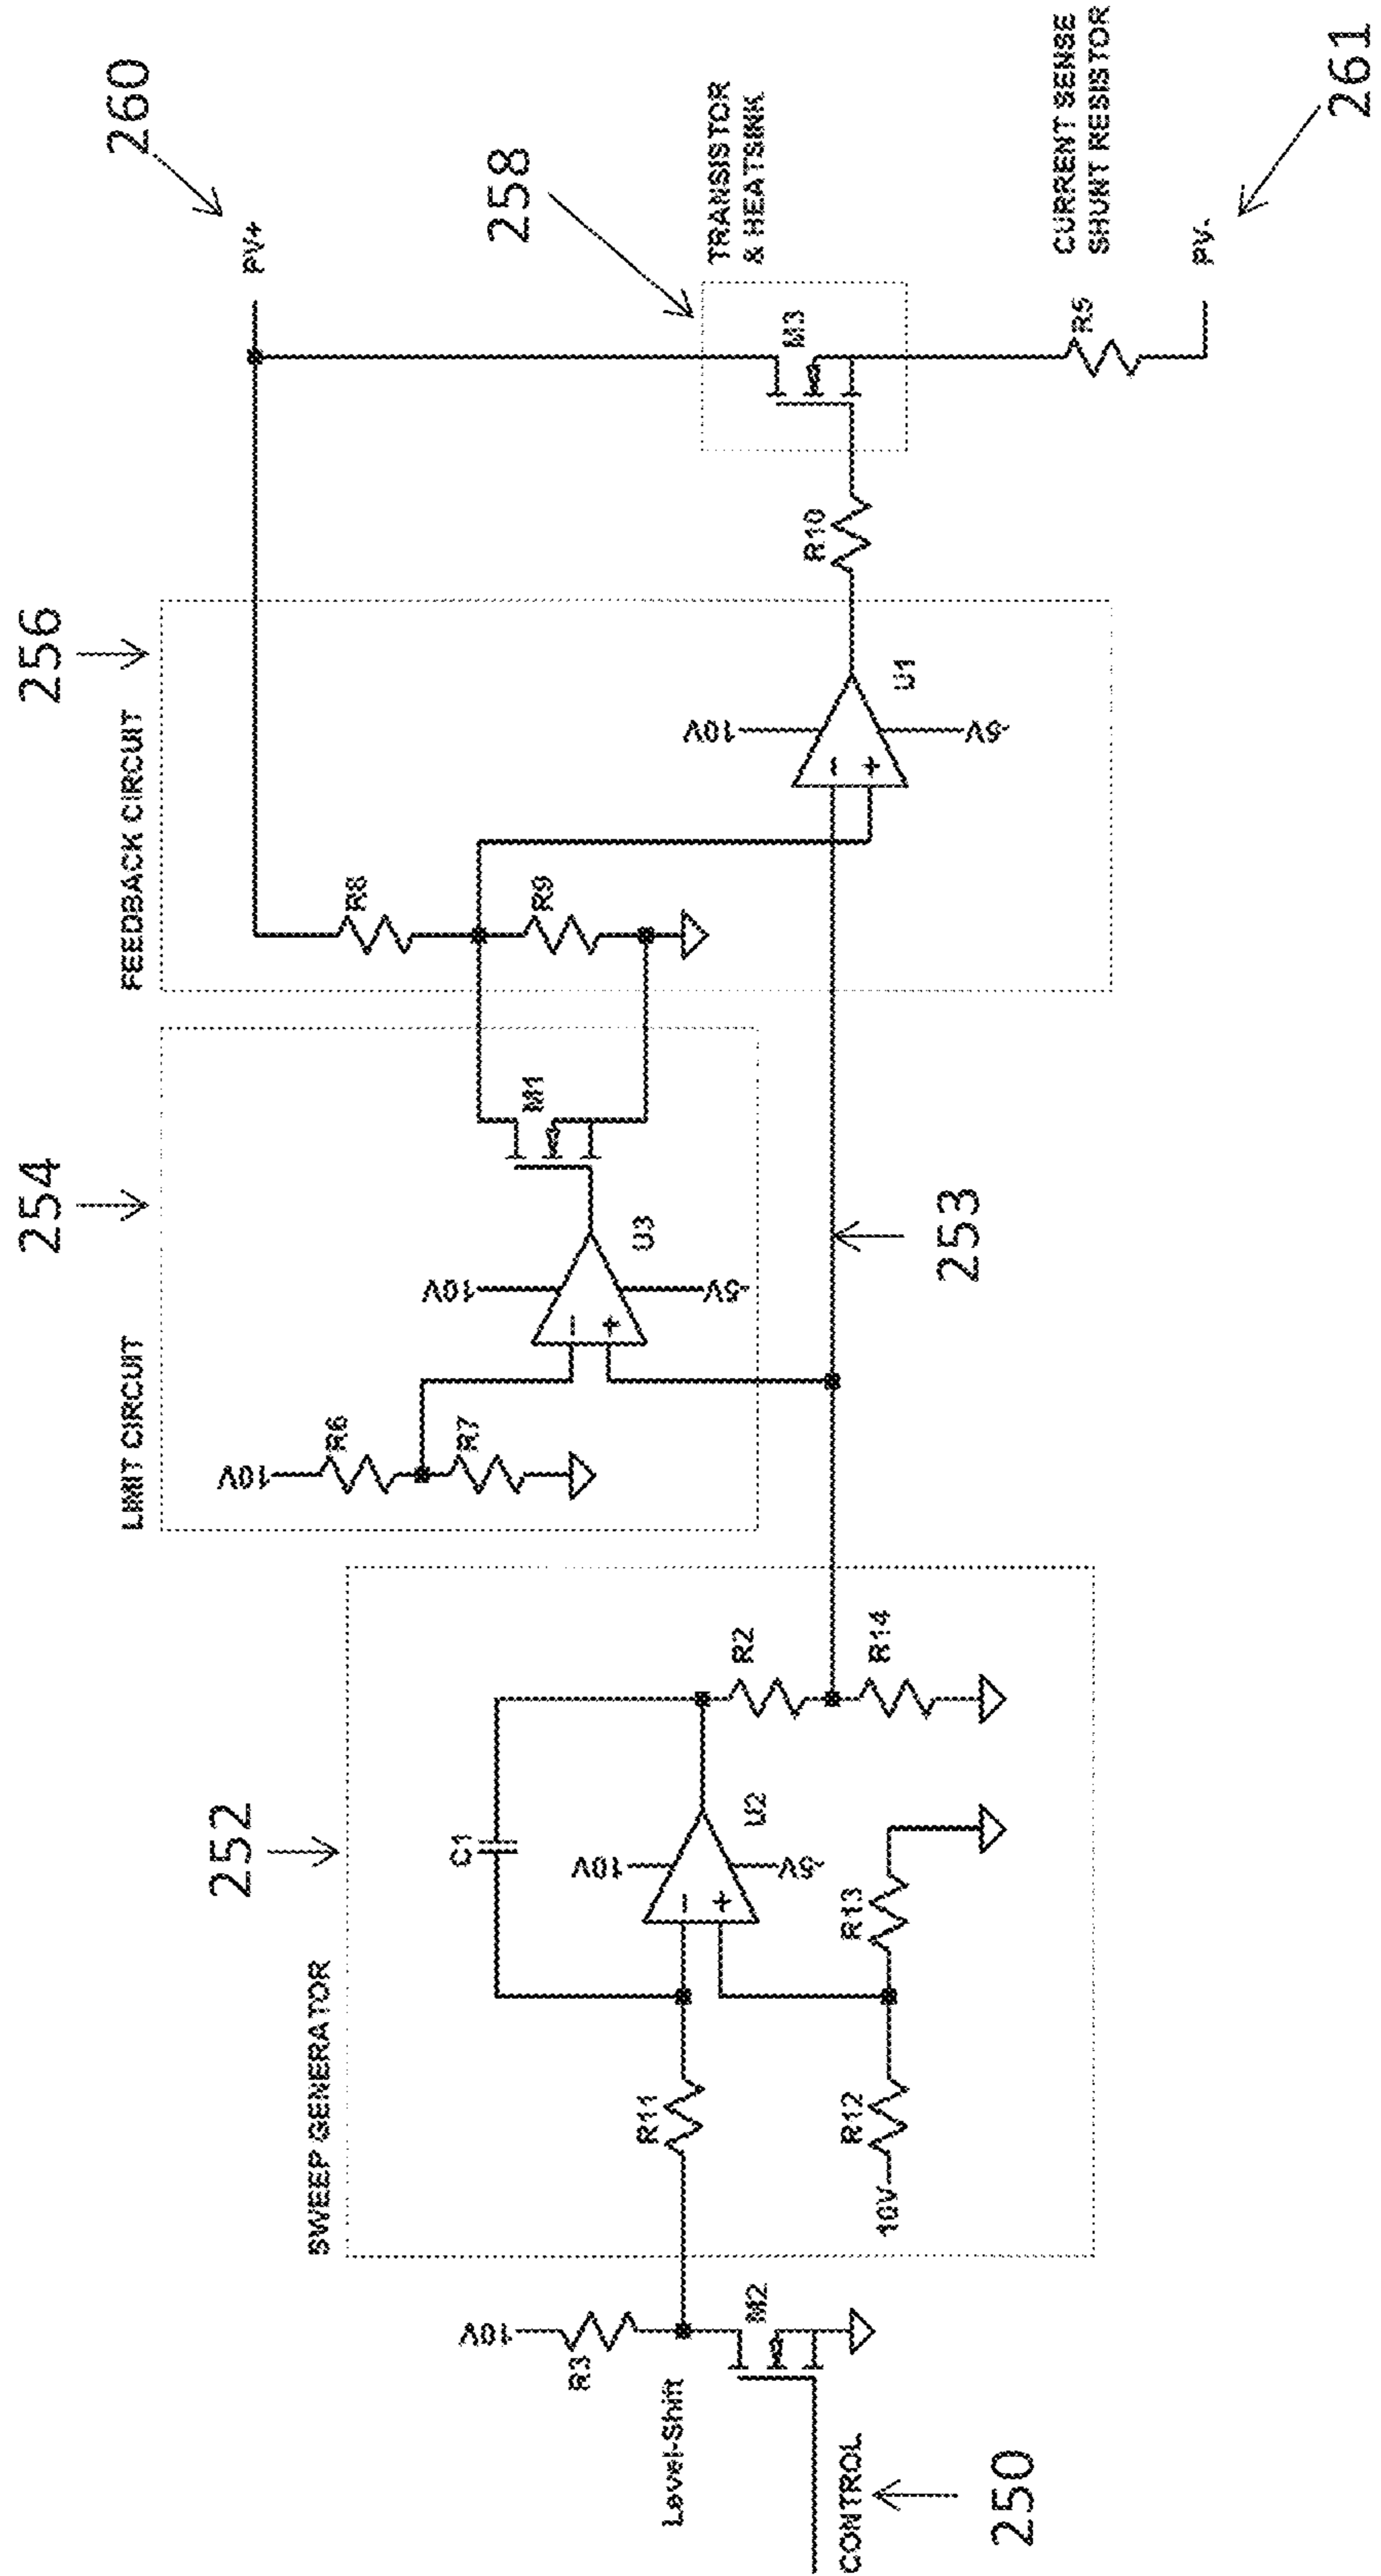 CONTROL
250
Level-Shift
R3
10V
M2
SWEEP GENERATOR
252
R11
C1
10V
-5V
U2
R12
10V
R13
R2
R14
LIMIT CIRCUIT
254
10V
R6
R7
10V
-5V
U3
M1
253
FEEDBACK CIRCUIT
256
R8
R9
10V
-5V
U1
R10
258
TRANSISTOR
& HEATSINK
M3
260
PV+
CURRENT SENSE
SHUNT RESISTOR
R5
PV-
261